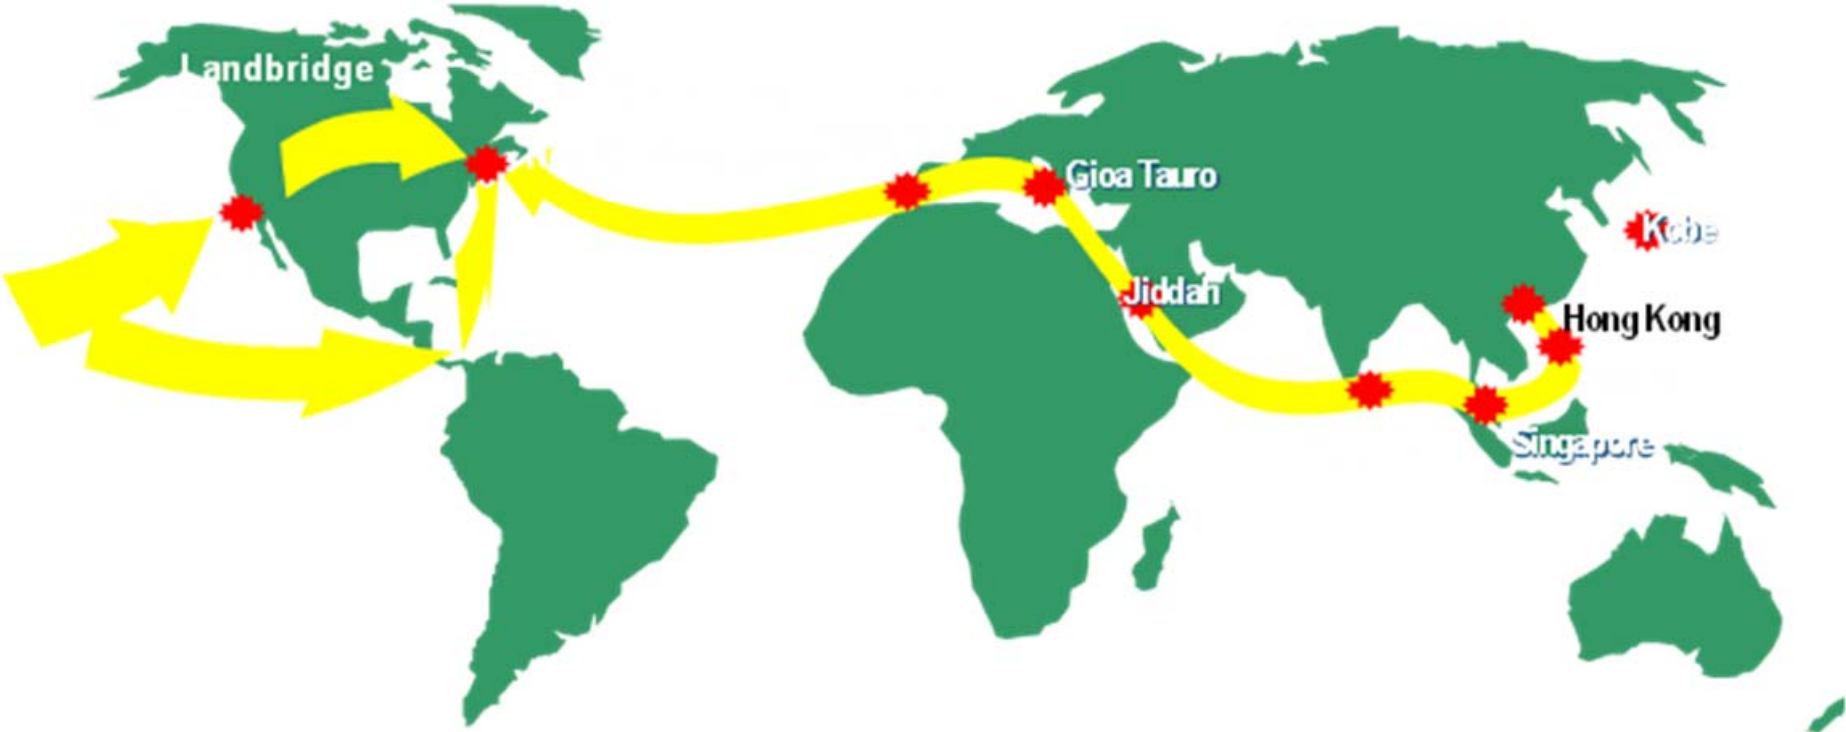 Landbridge
Gioa Tauro
Kobe
Jiddah
Hong Kong
Singapore